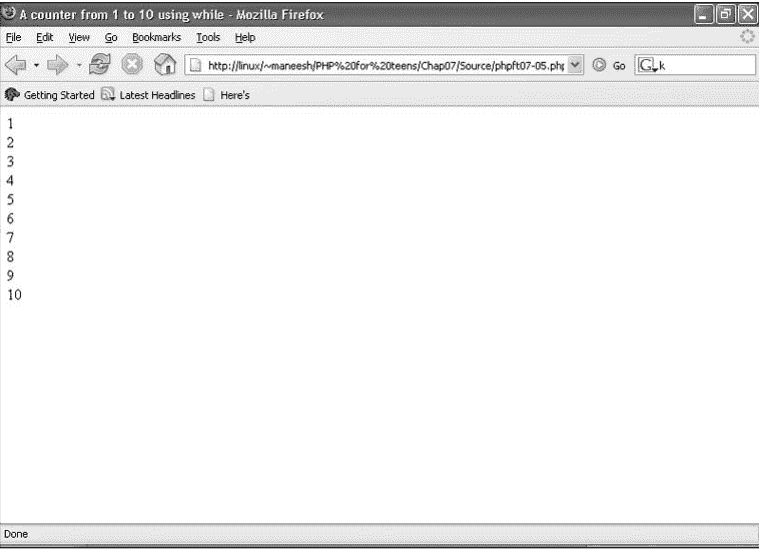 A counter from 1 to 10 using while - Mozilla Firefox
File Edit View Go Bookmarks Tools Help
http://linux/~maneesh/PHP%20for%20teens/Chap07/Source/phpft07-05.php Go G k
Getting Started Latest Headlines Here's
1
2
3
4
5
6
7
8
9
10
Done